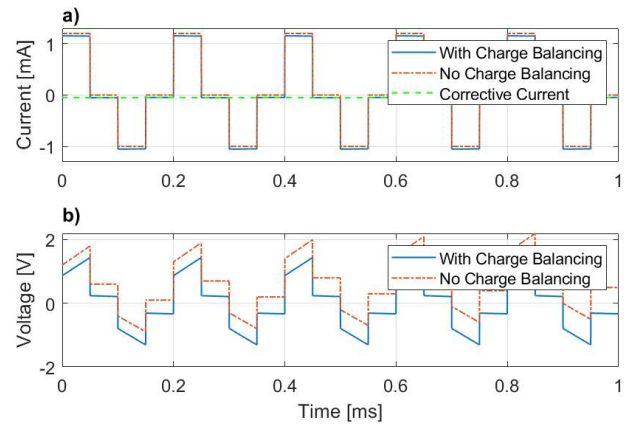 a)
1
0
-1
Current [mA]
With Charge Balancing
No Charge Balancing
Corrective Current
0 0.2 0.4 0.6 0.8 1
b)
2
0
-2
Voltage [V]
With Charge Balancing
No Charge Balancing
0 0.2 0.4 0.6 0.8 1
Time [ms]